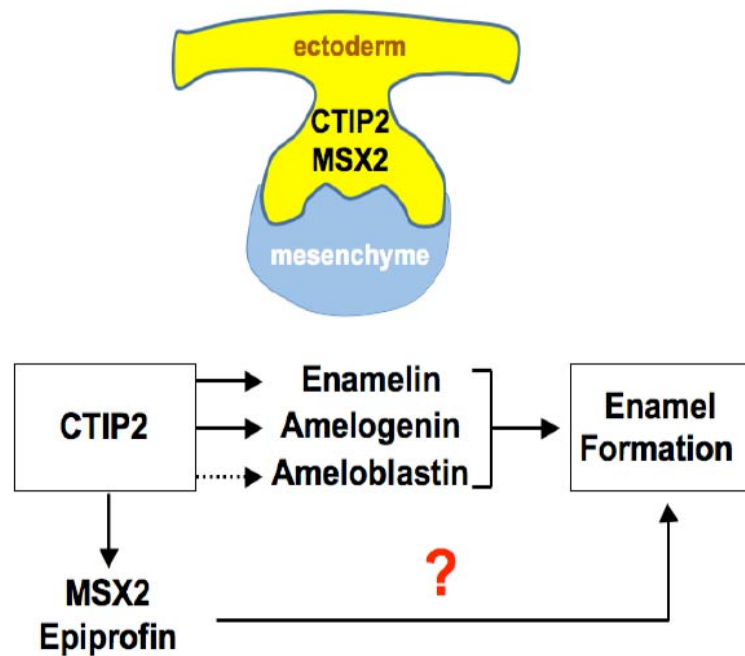 ectoderm
CTIP2
MSX2
mesenchyme
CTIP2
Enamelin
Amelogenin
Ameloblastin
Enamel
Formation
?
MSX2
Epiprofin